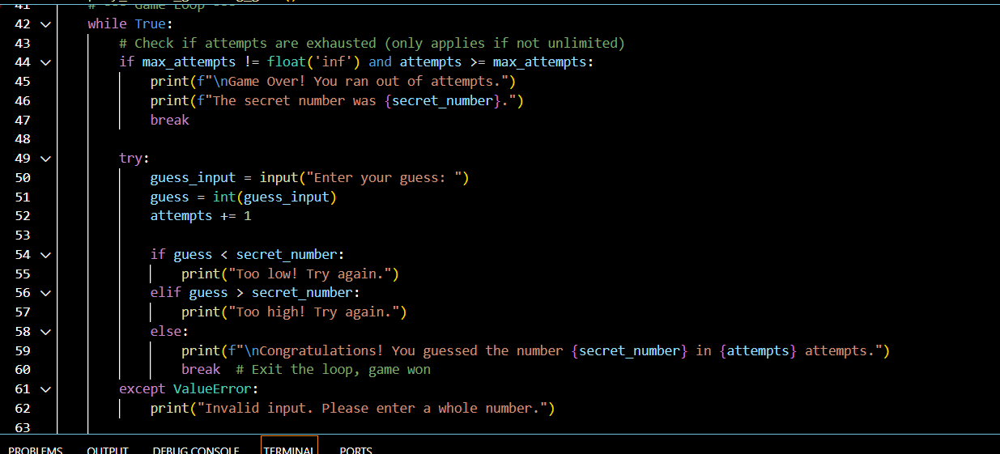 41 # --- Game Loop ---
42 while True:
43 # Check if attempts are exhausted (only applies if not unlimited)
44 if max_attempts != float('inf') and attempts >= max_attempts:
45 print(f"\nGame Over! You ran out of attempts.")
46 print(f"The secret number was {secret_number}.")
47 break
48
49 try:
50 guess_input = input("Enter your guess: ")
51 guess = int(guess_input)
52 attempts += 1
53
54 if guess < secret_number:
55 print("Too low! Try again.")
56 elif guess > secret_number:
57 print("Too high! Try again.")
58 else:
59 print(f"\nCongratulations! You guessed the number {secret_number} in {attempts} attempts.")
60 break # Exit the loop, game won
61 except ValueError:
62 print("Invalid input. Please enter a whole number.")
63
PROBLEMS OUTPUT DEBUG CONSOLE TERMINAL PORTS